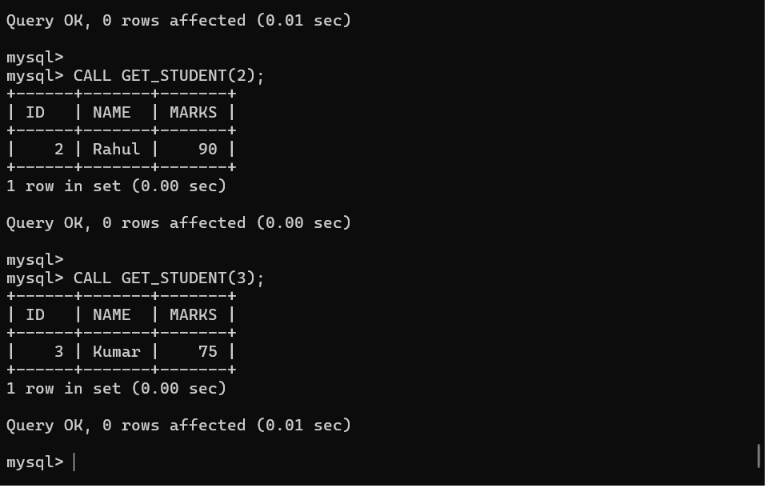 Query OK, 0 rows affected (0.01 sec)
mysql>
mysql> CALL GET_STUDENT(2);
+------+-------+-------+
| ID   | NAME  | MARKS |
+------+-------+-------+
|    2 | Rahul |    90 |
+------+-------+-------+
1 row in set (0.00 sec)
Query OK, 0 rows affected (0.00 sec)
mysql>
mysql> CALL GET_STUDENT(3);
+------+-------+-------+
| ID   | NAME  | MARKS |
+------+-------+-------+
|    3 | Kumar |    75 |
+------+-------+-------+
1 row in set (0.00 sec)
Query OK, 0 rows affected (0.01 sec)
mysql>